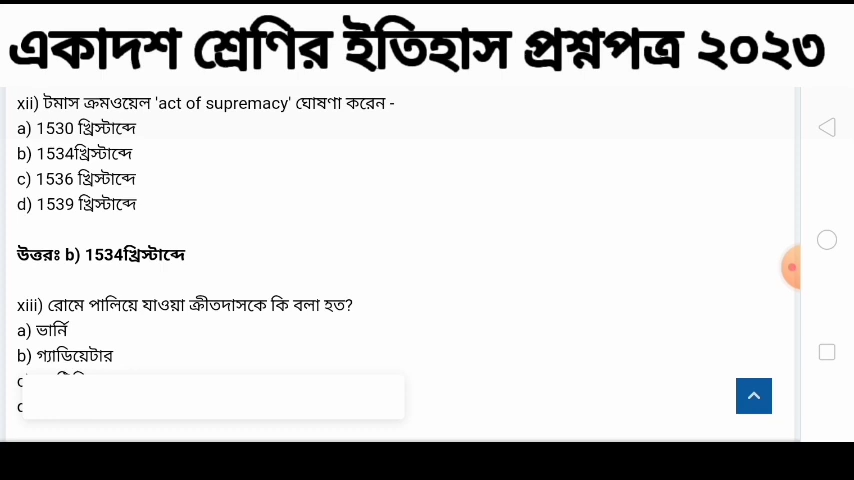 একাদশ শ্রেণির ইতিহাস প্রশ্নপত্র ২০২৩
xii) টমাস ক্রমওয়েল 'act of supremacy' ঘোষণা করেন -
a) 1530 খ্রিস্টাব্দে
b) 1534খ্রিস্টাব্দে
c) 1536 খ্রিস্টাব্দে
d) 1539 খ্রিস্টাব্দে
উত্তরঃ b) 1534খ্রিস্টাব্দে
xiii) রোমে পালিয়ে যাওয়া ক্রীতদাসকে কি বলা হত?
a) ভার্নি
b) গ্যাডিয়েটার